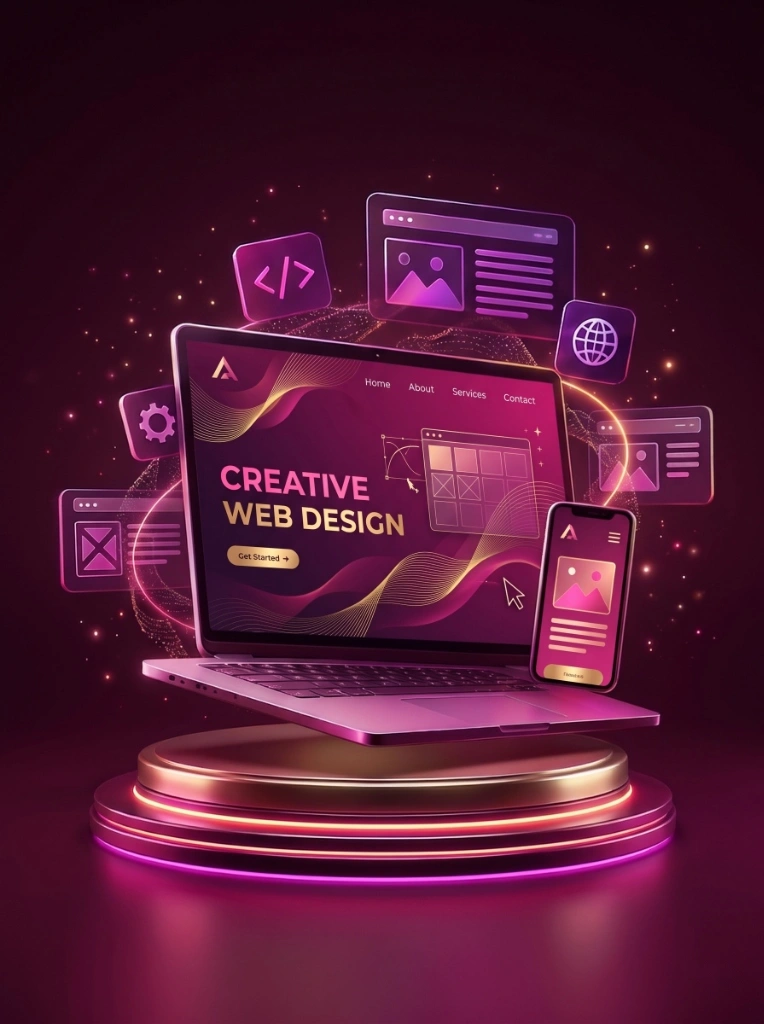 </>
Home About Services Contact
CREATIVE
WEB DESIGN
Get Started →